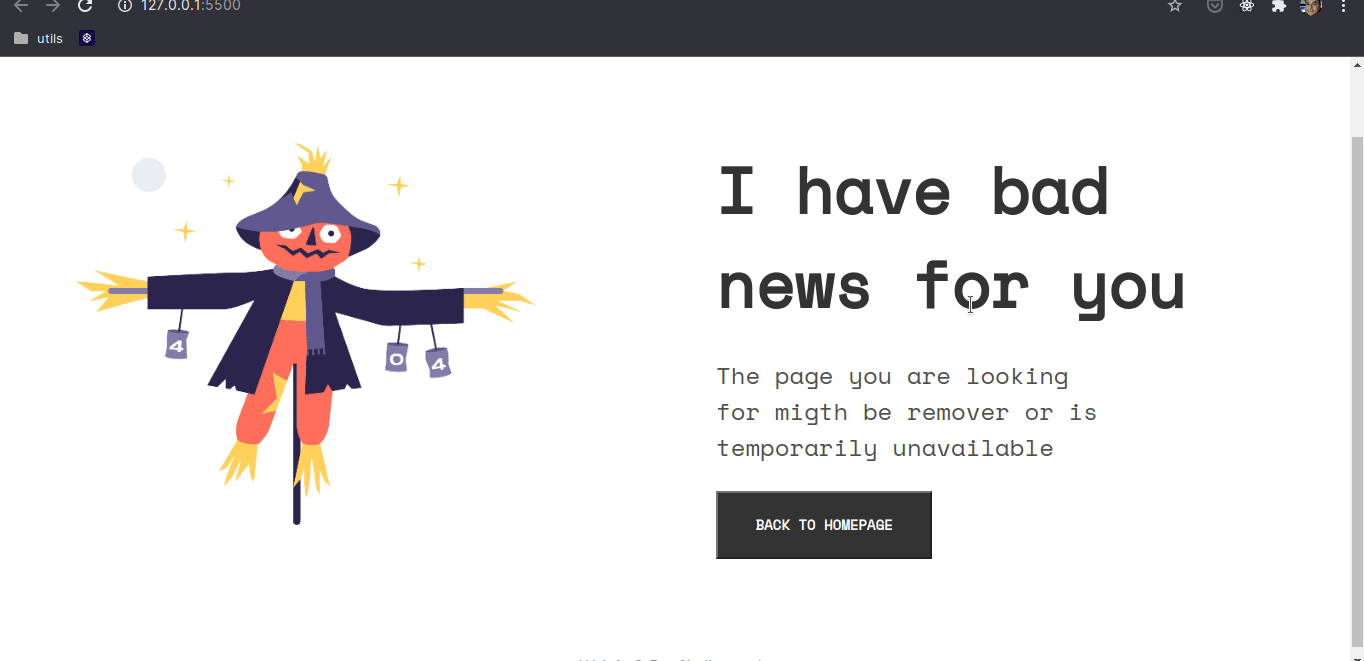 127.0.0.1:5500
utils
I have bad
news for you
4
0
4
The page you are looking
for migth be remover or is
temporarily unavailable
BACK TO HOMEPAGE